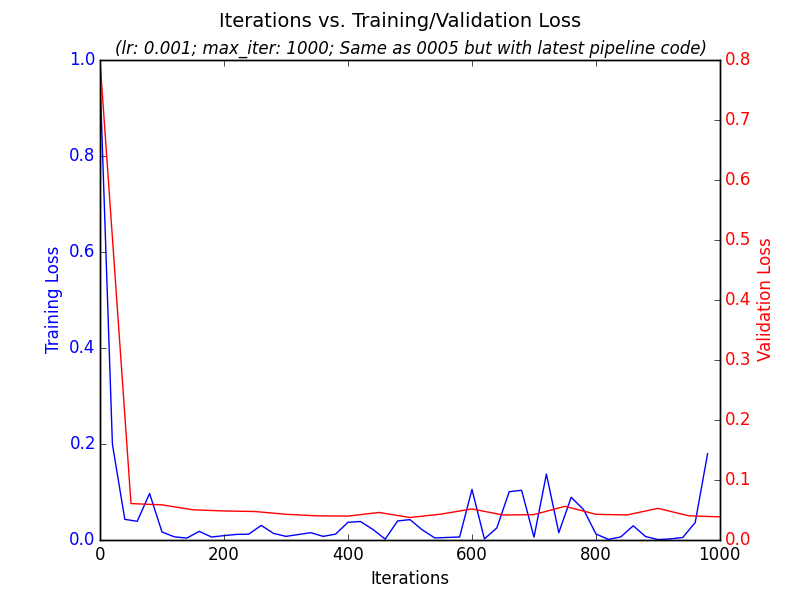 Iterations vs. Training/Validation Loss
(lr: 0.001; max_iter: 1000; Same as 0005 but with latest pipeline code)
1.0
0.8
0.6
0.4
0.2
0.0
Training Loss
0.8
0.7
0.6
0.5
0.4
0.3
0.2
0.1
0.0
Validation Loss
0 200 400 600 800 1000
Iterations